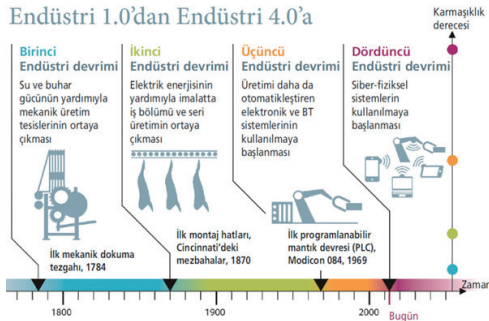 Endüstri 1.0'dan Endüstri 4.0'a
Karmaşıklık
derecesi
Birinci
Endüstri devrimi
Su ve buhar
gücünün yardımıyla
mekanik üretim
tesislerinin ortaya
çıkması
İlk mekanik dokuma
tezgahı, 1784
İkinci
Endüstri devrimi
Elektrik enerjisinin
yardımıyla imalatta
iş bölümü ve seri
üretimin ortaya
çıkması
İlk montaj hatları,
Cincinnati'deki
mezbahalar, 1870
Üçüncü
Endüstri devrimi
Üretimi daha da
otomatikleştiren
elektronik ve BT
sistemlerinin
kullanılmaya
başlanması
İlk programlanabilir
mantık devresi (PLC),
Modicon 084, 1969
Dördüncü
Endüstri devrimi
Siber-fiziksel
sistemlerin
kullanılmaya
başlanması
Zaman
1800
1900
2000
Bugün